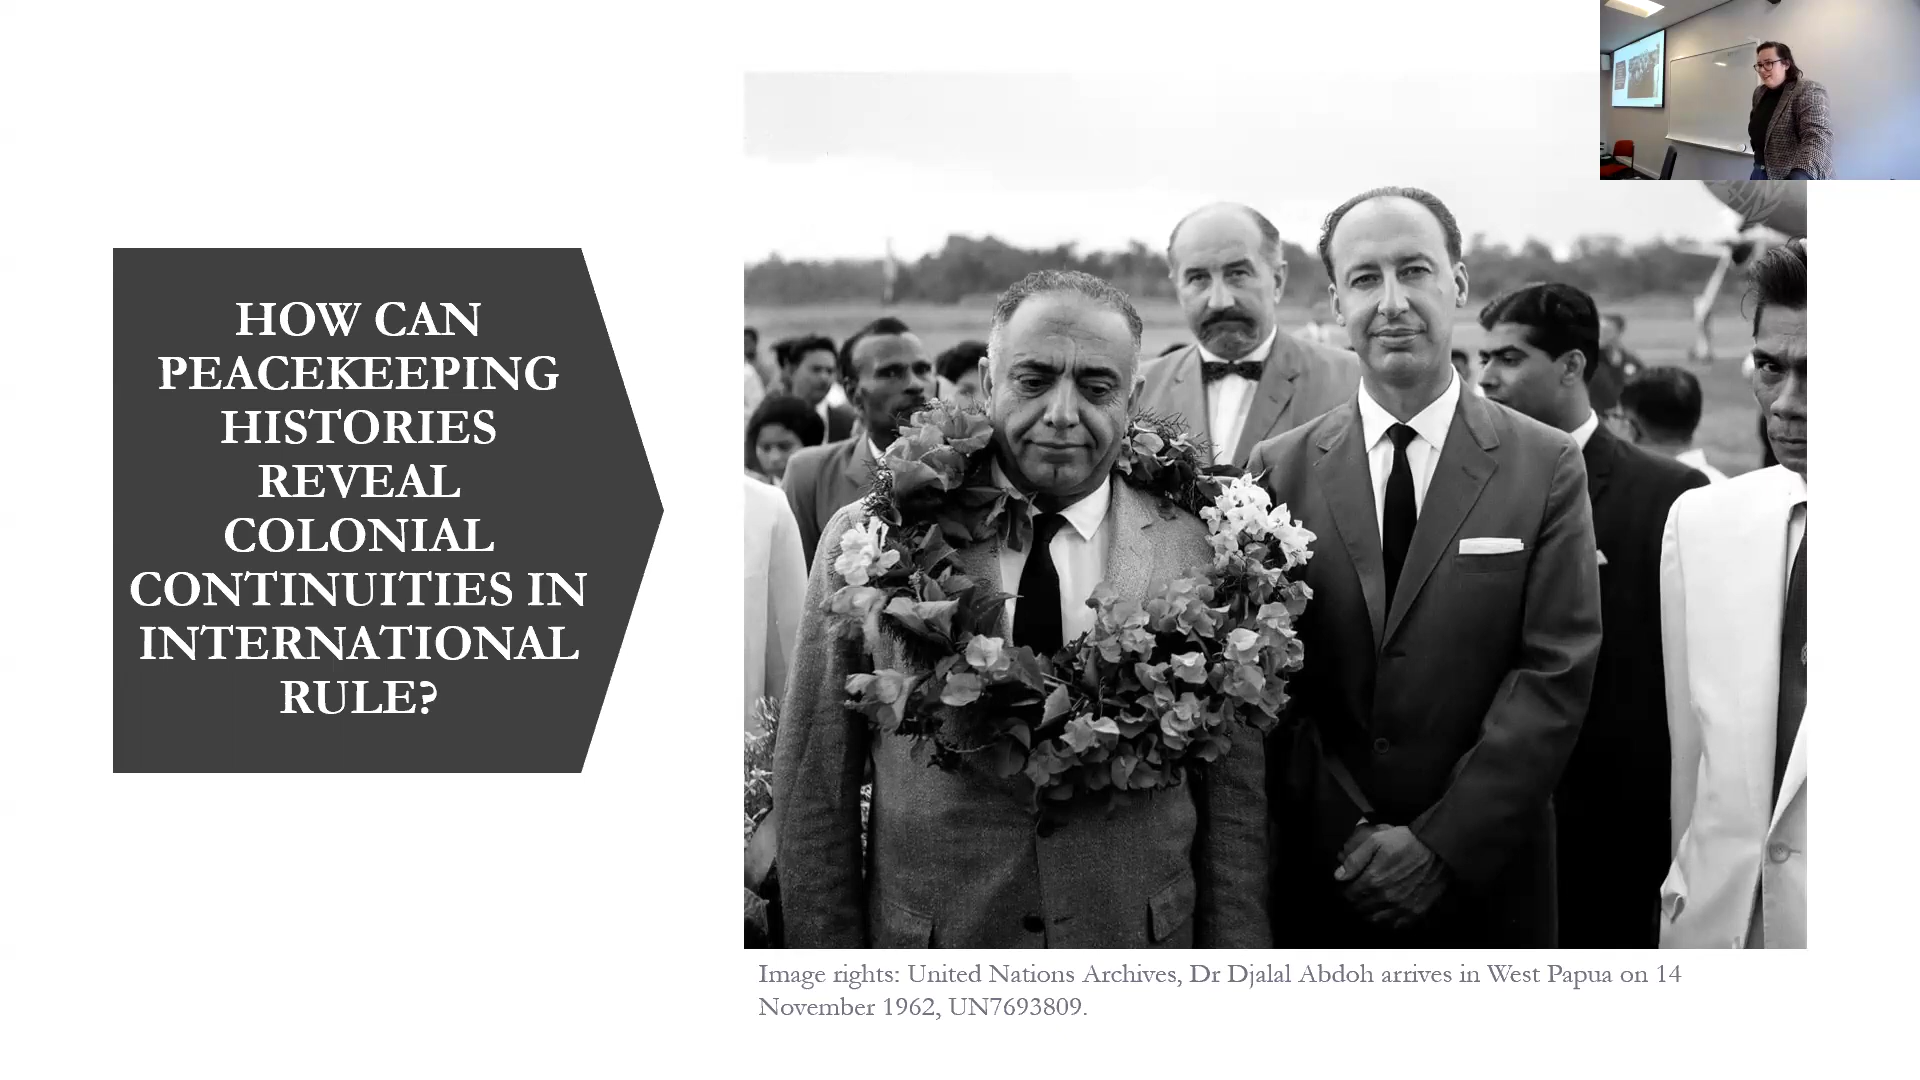 HOW CAN
PEACEKEEPING
HISTORIES
REVEAL
COLONIAL
CONTINUITIES IN
INTERNATIONAL
RULE?
Image rights: United Nations Archives, Dr Djalal Abdoh arrives in West Papua on 14
November 1962, UN7693809.